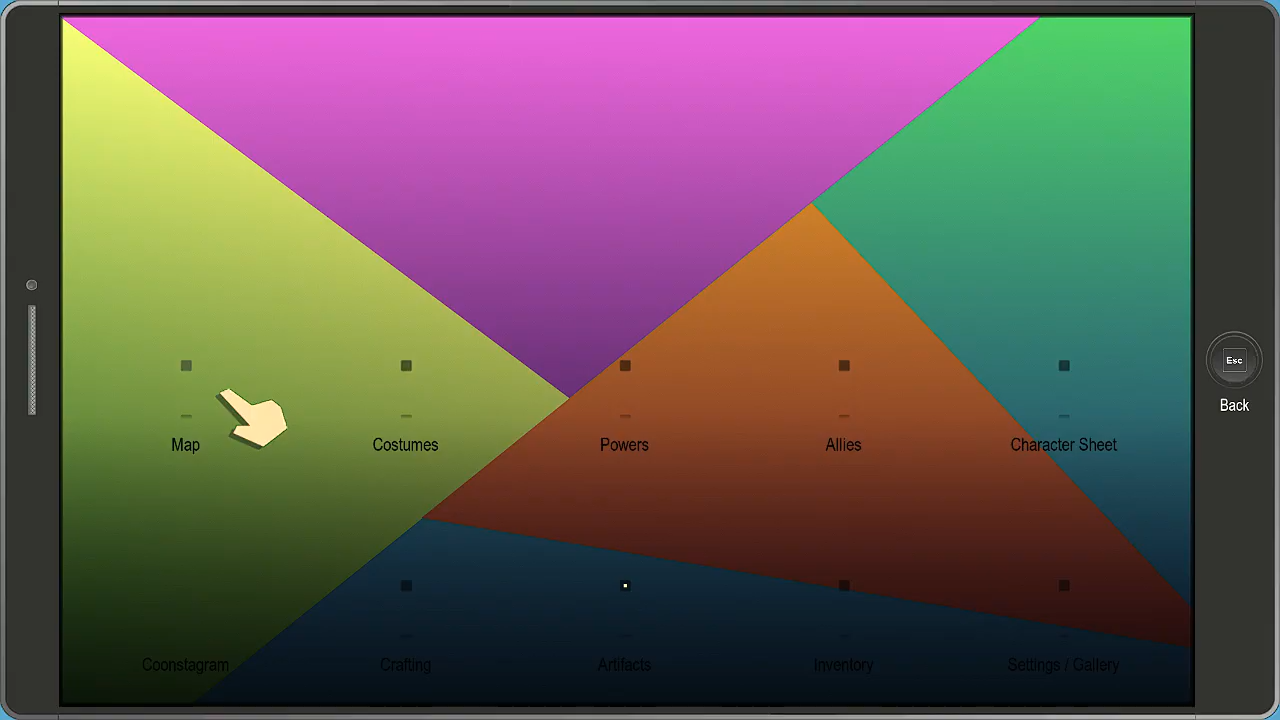 Esc
Back
Map
Costumes
Powers
Allies
Character Sheet
Coonstagram
Crafting
Artifacts
Inventory
Settings / Gallery